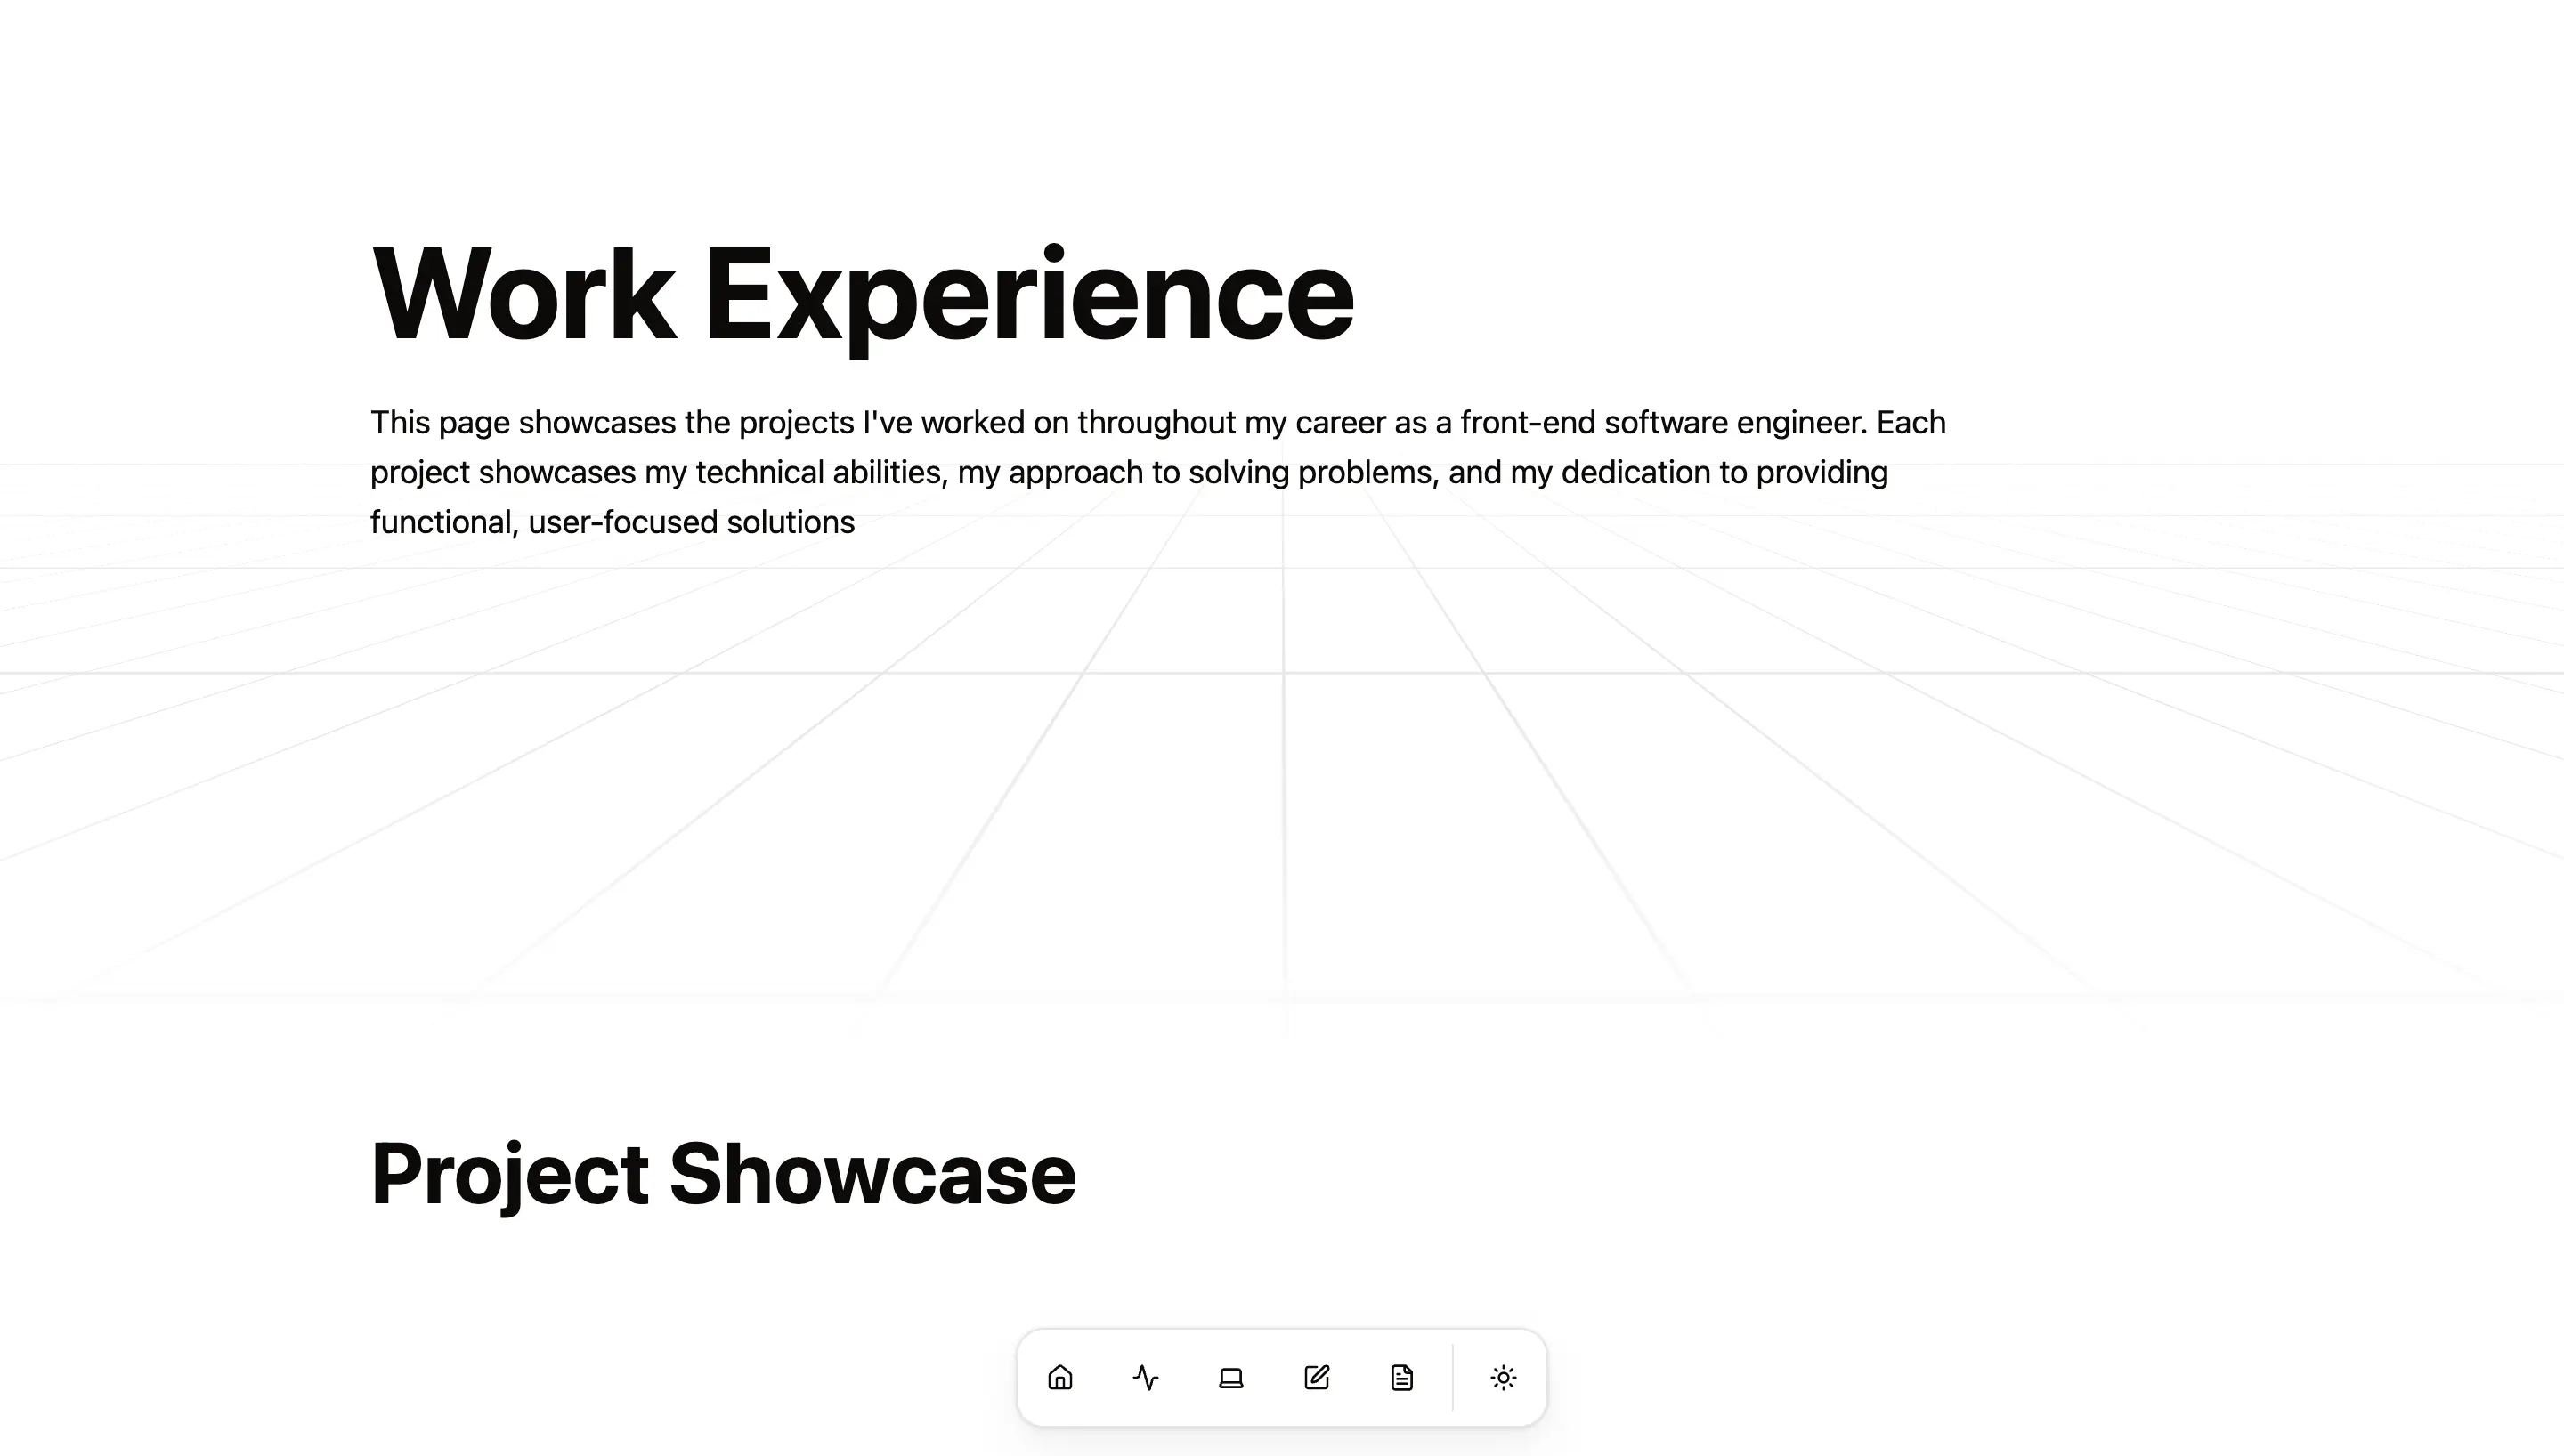 Work Experience
This page showcases the projects I've worked on throughout my career as a front-end software engineer. Each
project showcases my technical abilities, my approach to solving problems, and my dedication to providing
functional, user-focused solutions
Project Showcase